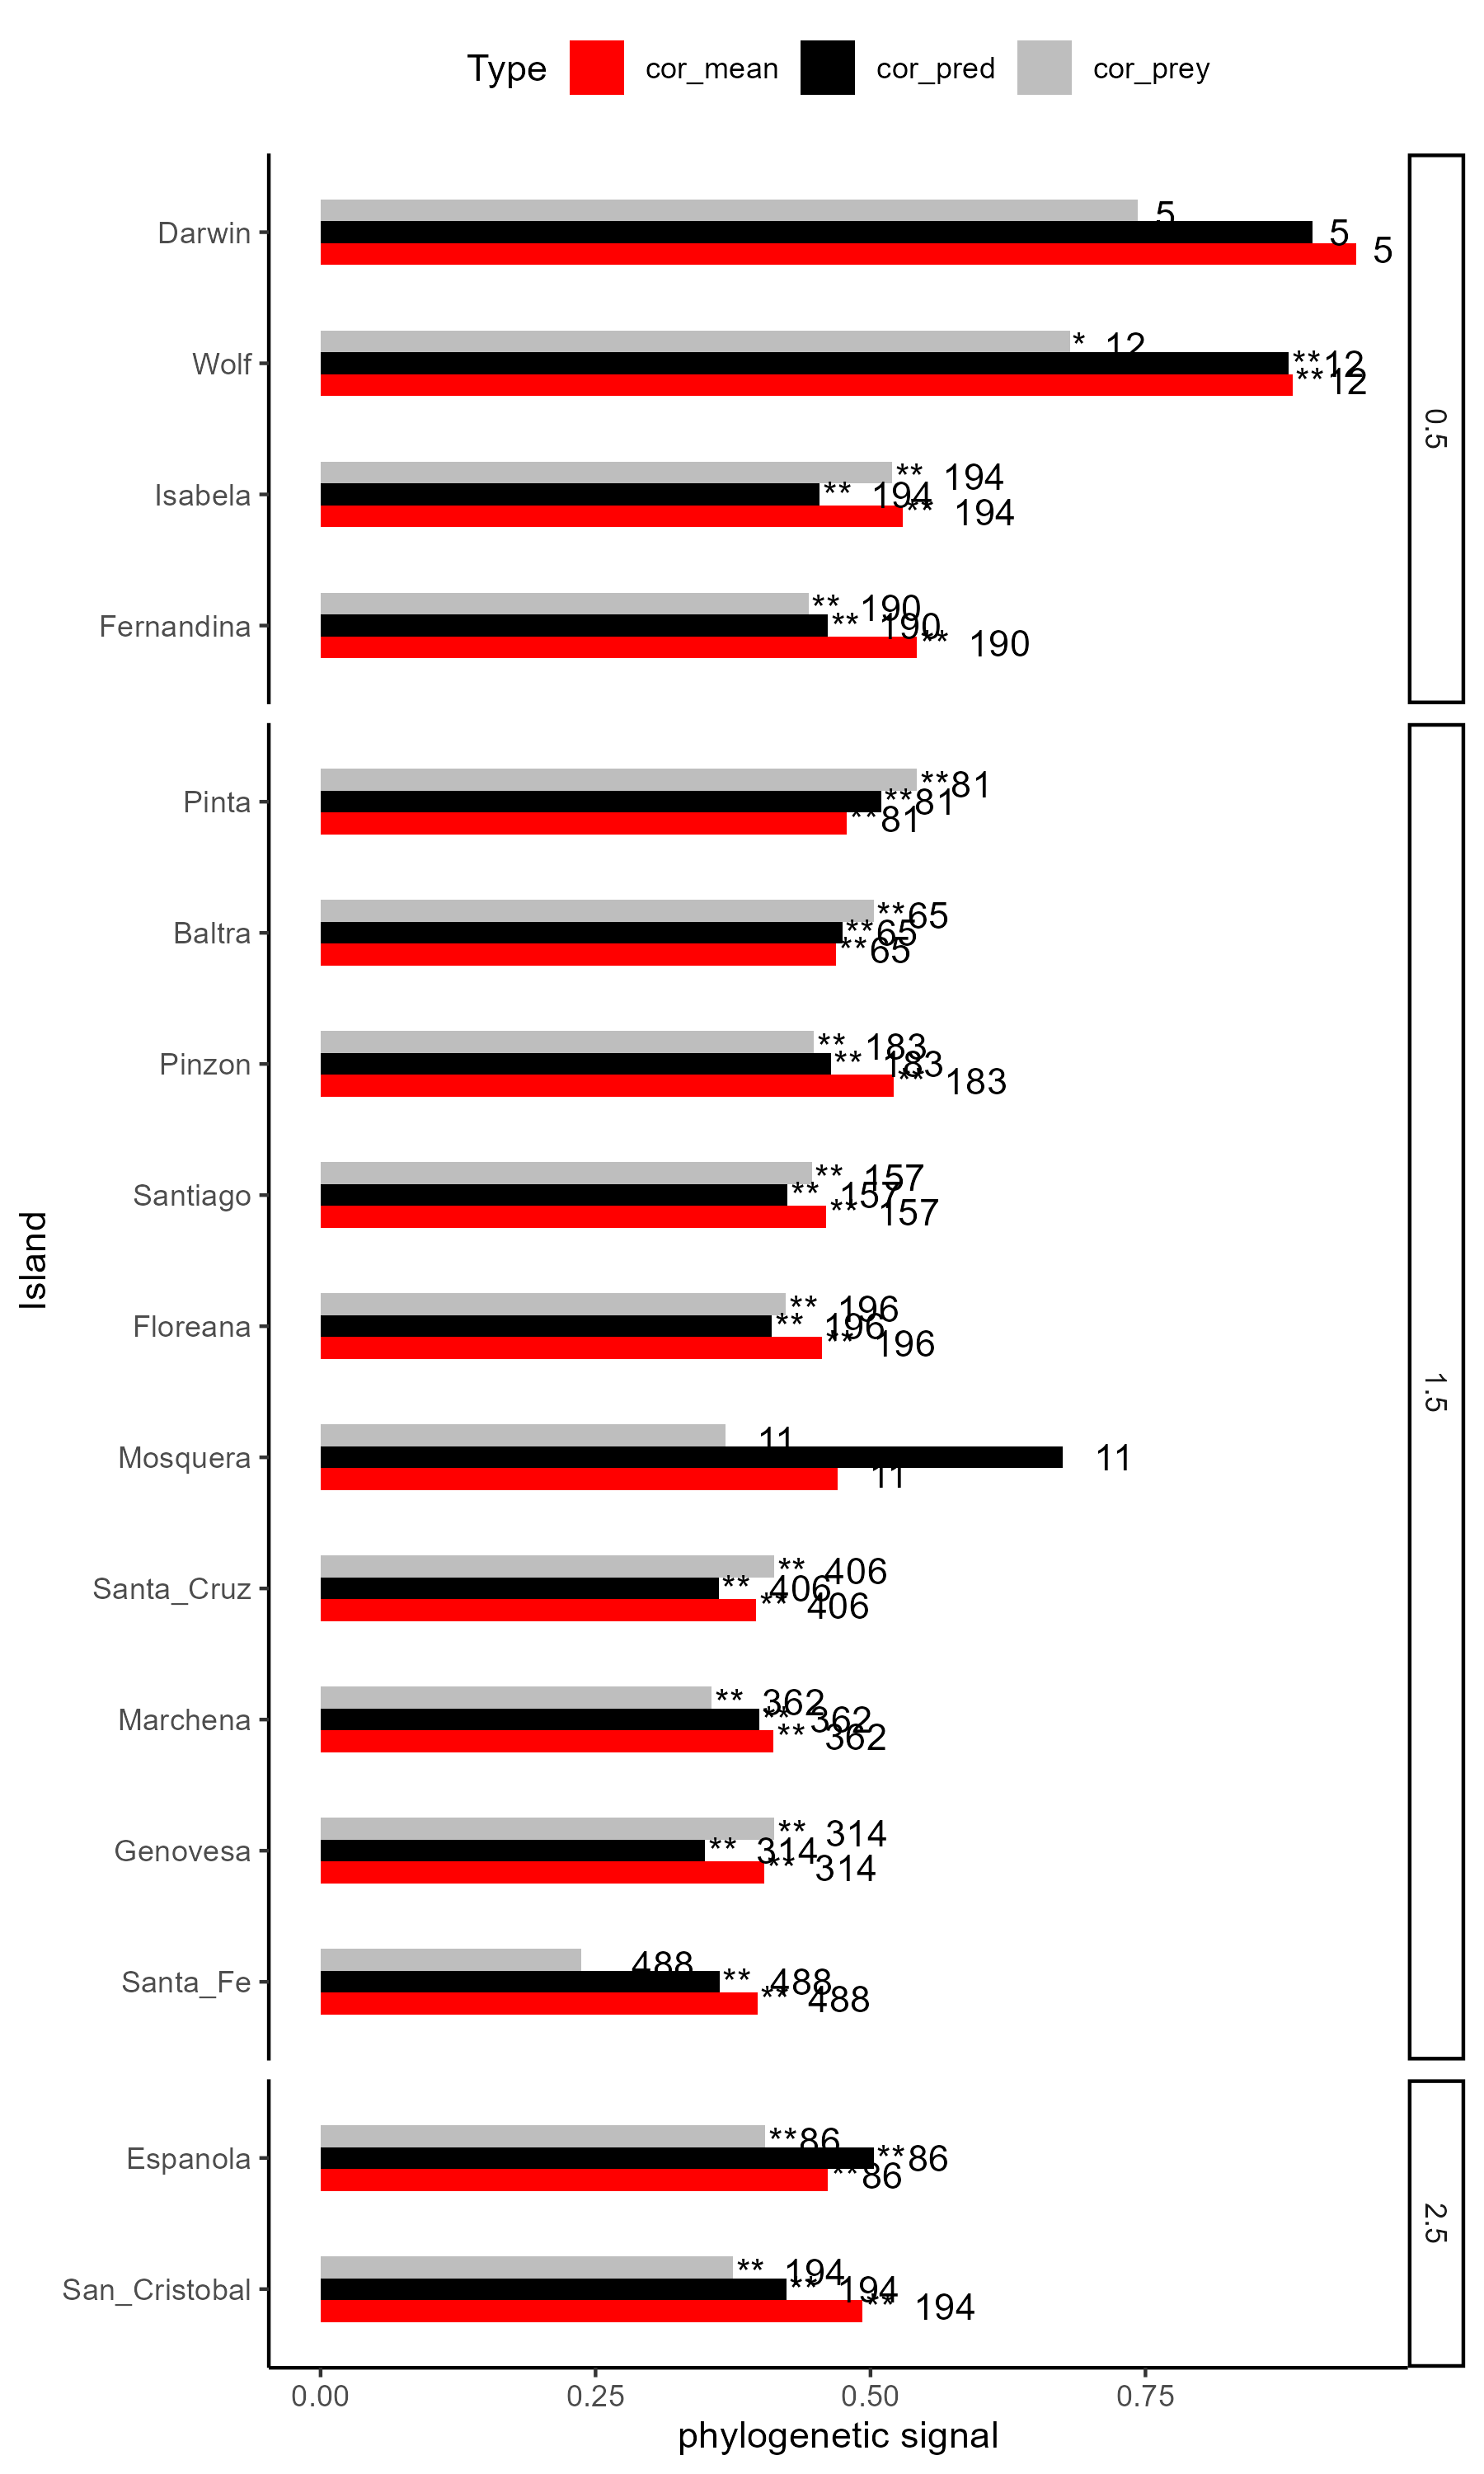 Type cor_mean cor_pred cor_prey
Darwin
5
5
5
Wolf
* 12
**12
**12
0.5
Isabela
** 194
** 194
** 194
Fernandina
** 190
** 190
** 190
Pinta
**81
**81
**81
Baltra
**65
**65
**65
Pinzon
** 183
** 183
** 183
Santiago
** 157
** 157
** 157
Island
Floreana
** 196
** 196
** 196
1.5
Mosquera
11
11
11
Santa_Cruz
** 406
** 406
** 406
Marchena
** 362
** 362
** 362
Genovesa
** 314
** 314
** 314
Santa_Fe
488
** 488
** 488
Espanola
**86
**86
**86
2.5
San_Cristobal
** 194
** 194
** 194
0.00 0.25 0.50 0.75
phylogenetic signal